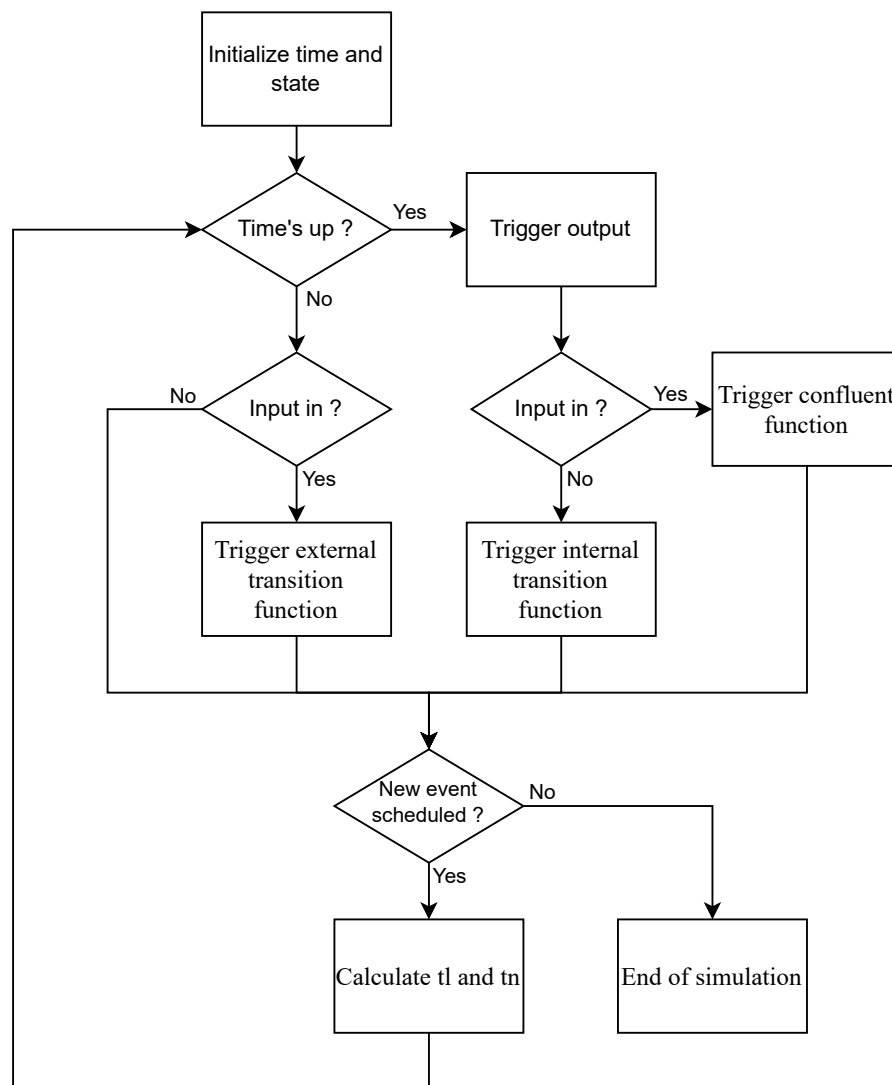 Initialize time and
state
Time's up ?
Yes
Trigger output
No
No
Input in ?
Yes
Input in ?
Yes
Trigger confluent
function
No
Trigger external
transition
function
Trigger internal
transition
function
New event
scheduled ?
No
Yes
Calculate tl and tn
End of simulation